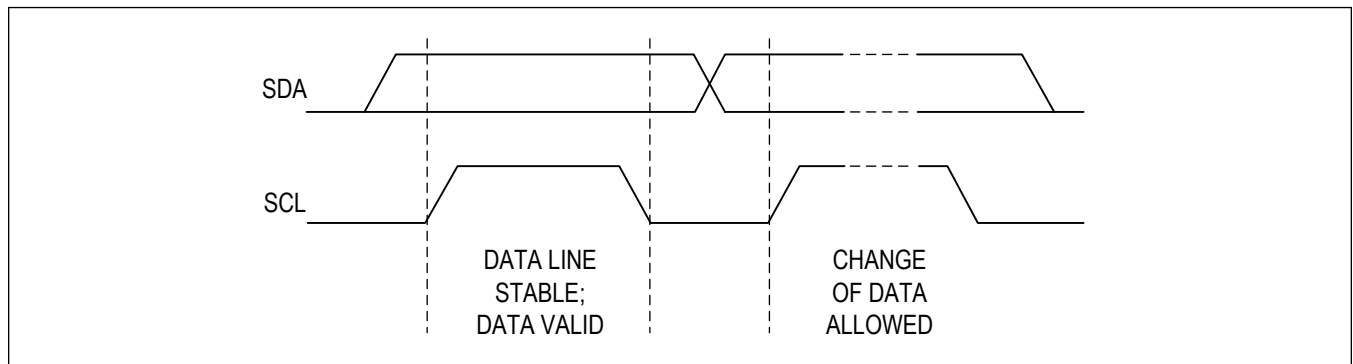 SDA
SCL
DATA LINE
STABLE;
DATA VALID
CHANGE
OF DATA
ALLOWED